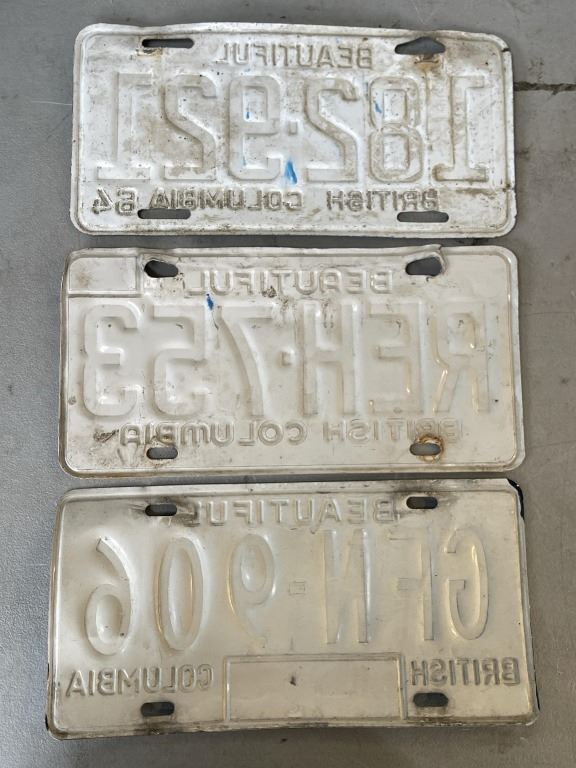 BEAUTIFUL
182·921
BRITISH COLUMBIA 64
BEAUTIFUL
REH·753
BRITISH COLUMBIA
BEAUTIFUL
GFN-906
BRITISH COLUMBIA